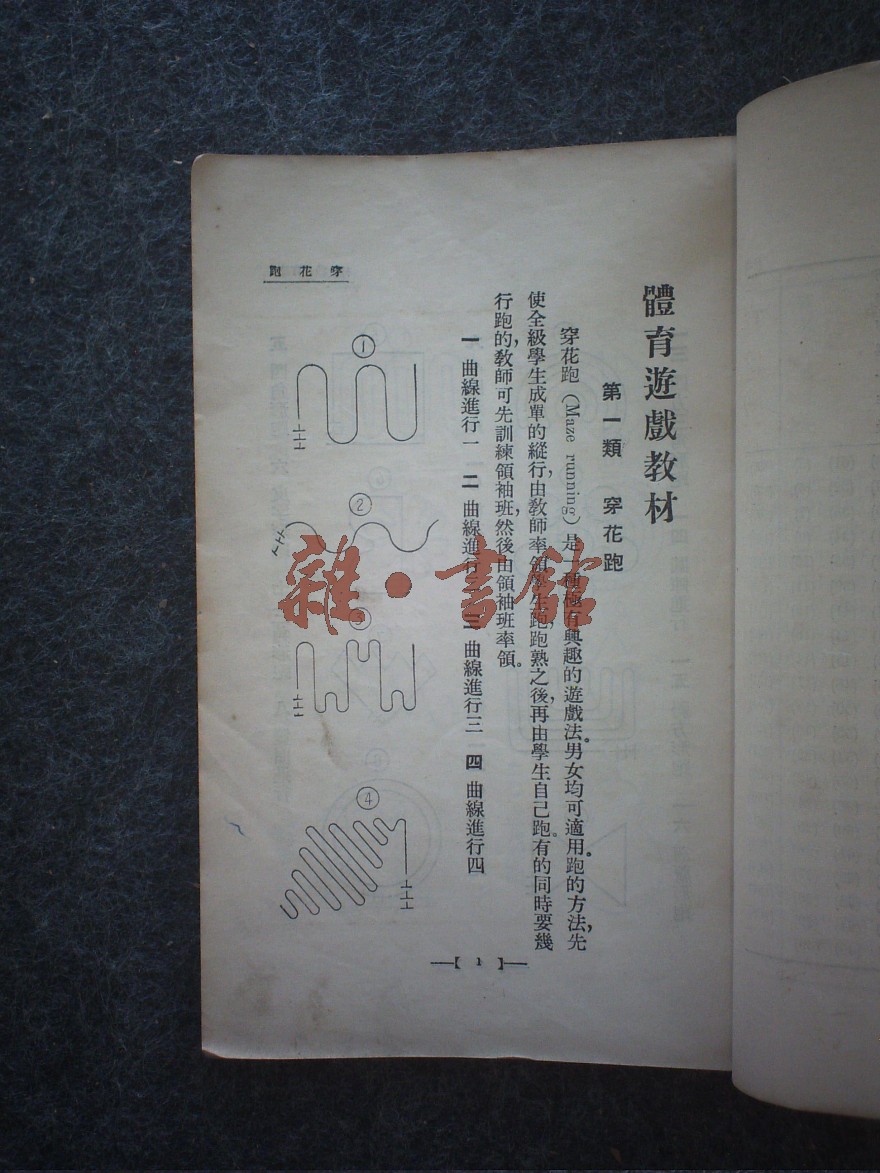 體育遊戲教材
第一類 穿花跑
穿花跑(Maze running)是一種極有興趣的遊戲法。男女均可適用。跑的方法,先
使全級學生成單的縱行,由教師率領學生跑。跑熟之後,再由學生自己跑。有的同時要幾
行跑的,教師可先訓練領袖班,然後由領袖班率領。
一 曲線進行一 二 曲線進行二 三 曲線進行三 四 曲線進行四
①
②
③
④
穿花跑
【1】
雜·書館